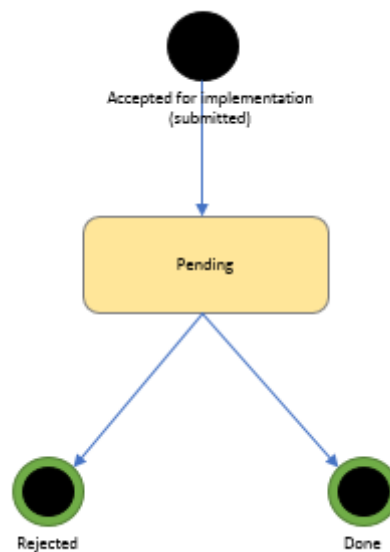 Accepted for implementation
(submitted)
Pending
Rejected
Done